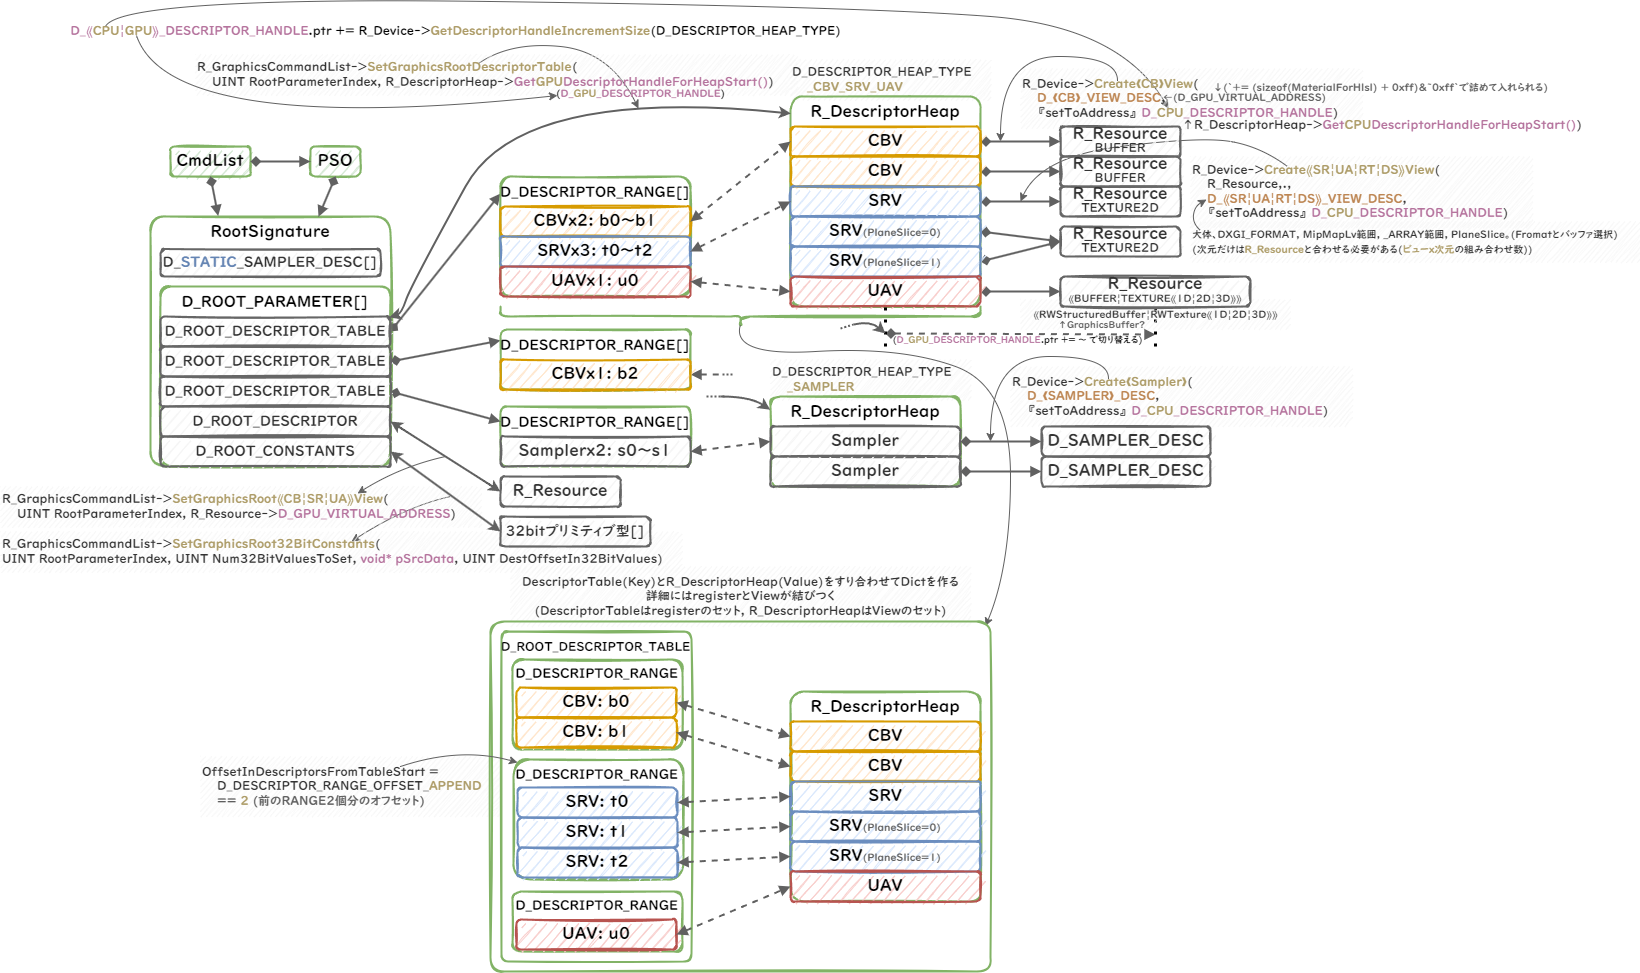 D_⟪CPU¦GPU⟫_DESCRIPTOR_HANDLE.ptr += R_Device->GetDescriptorHandleIncrementSize(D_DESCRIPTOR_HEAP_TYPE)
R_GraphicsCommandList->SetGraphicsRootDescriptorTable(
UINT RootParameterIndex, R_DescriptorHeap->GetGPUDescriptorHandleForHeapStart())
(D_GPU_DESCRIPTOR_HANDLE)
CmdList
PSO
RootSignature
D_STATIC_SAMPLER_DESC[]
D_ROOT_PARAMETER[]
D_ROOT_DESCRIPTOR_TABLE
D_ROOT_DESCRIPTOR_TABLE
D_ROOT_DESCRIPTOR_TABLE
D_ROOT_DESCRIPTOR
D_ROOT_CONSTANTS
R_GraphicsCommandList->SetGraphicsRoot⟪CB¦SR¦UA⟫View(
UINT RootParameterIndex, R_Resource->D_GPU_VIRTUAL_ADDRESS)
R_GraphicsCommandList->SetGraphicsRoot32BitConstants(
UINT RootParameterIndex, UINT Num32BitValuesToSet, void* pSrcData, UINT DestOffsetIn32BitValues)
D_DESCRIPTOR_RANGE[]
CBVx2: b0～b1
SRVx3: t0～t2
UAVx1: u0
D_DESCRIPTOR_RANGE[]
CBVx1: b2
D_DESCRIPTOR_RANGE[]
Samplerx2: s0～s1
R_Resource
32bitプリミティブ型[]
D_DESCRIPTOR_HEAP_TYPE
_CBV_SRV_UAV
R_DescriptorHeap
CBV
CBV
SRV
SRV(PlaneSlice=0)
SRV(PlaneSlice=1)
UAV
R_Device->Create⟪CB⟫View(
D_⟪CB⟫_VIEW_DESC,←(D_GPU_VIRTUAL_ADDRESS)
『setToAddress』D_CPU_DESCRIPTOR_HANDLE)
↓(`+= (sizeof(MaterialForHlsl) + 0xff)&~0xff`で詰めて入れられる)
↑R_DescriptorHeap->GetCPUDescriptorHandleForHeapStart())
R_Resource
BUFFER
R_Resource
BUFFER
R_Resource
TEXTURE2D
R_Resource
TEXTURE2D
R_Resource
⟪BUFFER¦TEXTURE⟪1D¦2D¦3D⟫⟫
⟪RWStructuredBuffer¦RWTexture⟪1D¦2D¦3D⟫⟫
↑GraphicsBuffer?
(D_GPU_DESCRIPTOR_HANDLE.ptr += ～ で切り替える)
R_Device->Create⟪SR¦UA¦RT¦DS⟫View(
R_Resource,.,
D_⟪SR¦UA¦RT¦DS⟫_VIEW_DESC,
『setToAddress』D_CPU_DESCRIPTOR_HANDLE)
大体、DXGI_FORMAT, MipMapLv範囲, _ARRAY範囲, PlaneSlice。(Fromatとバッファ選択)
(次元だけはR_Resourceと合わせる必要がある(ビューx次元の組み合わせ数))
D_DESCRIPTOR_HEAP_TYPE
_SAMPLER
R_DescriptorHeap
Sampler
Sampler
R_Device->Create⟪Sampler⟫(
D_⟪SAMPLER⟫_DESC,
『setToAddress』D_CPU_DESCRIPTOR_HANDLE)
D_SAMPLER_DESC
D_SAMPLER_DESC
DescriptorTable(Key)とR_DescriptorHeap(Value)をすり合わせてDictを作る
詳細にはregisterとViewが結びつく
(DescriptorTableはregisterのセット, R_DescriptorHeapはViewのセット)
D_ROOT_DESCRIPTOR_TABLE
D_DESCRIPTOR_RANGE
CBV: b0
CBV: b1
D_DESCRIPTOR_RANGE
SRV: t0
SRV: t1
SRV: t2
D_DESCRIPTOR_RANGE
UAV: u0
OffsetInDescriptorsFromTableStart =
D_DESCRIPTOR_RANGE_OFFSET_APPEND
== 2 (前のRANGE2個分のオフセット)
R_DescriptorHeap
CBV
CBV
SRV
SRV(PlaneSlice=0)
SRV(PlaneSlice=1)
UAV